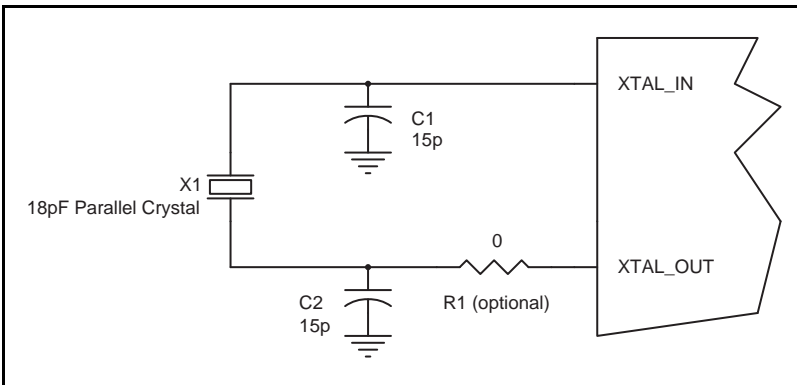 XTAL_IN
C1
15p
X1
18pF Parallel Crystal
0
XTAL_OUT
C2
15p
R1 (optional)